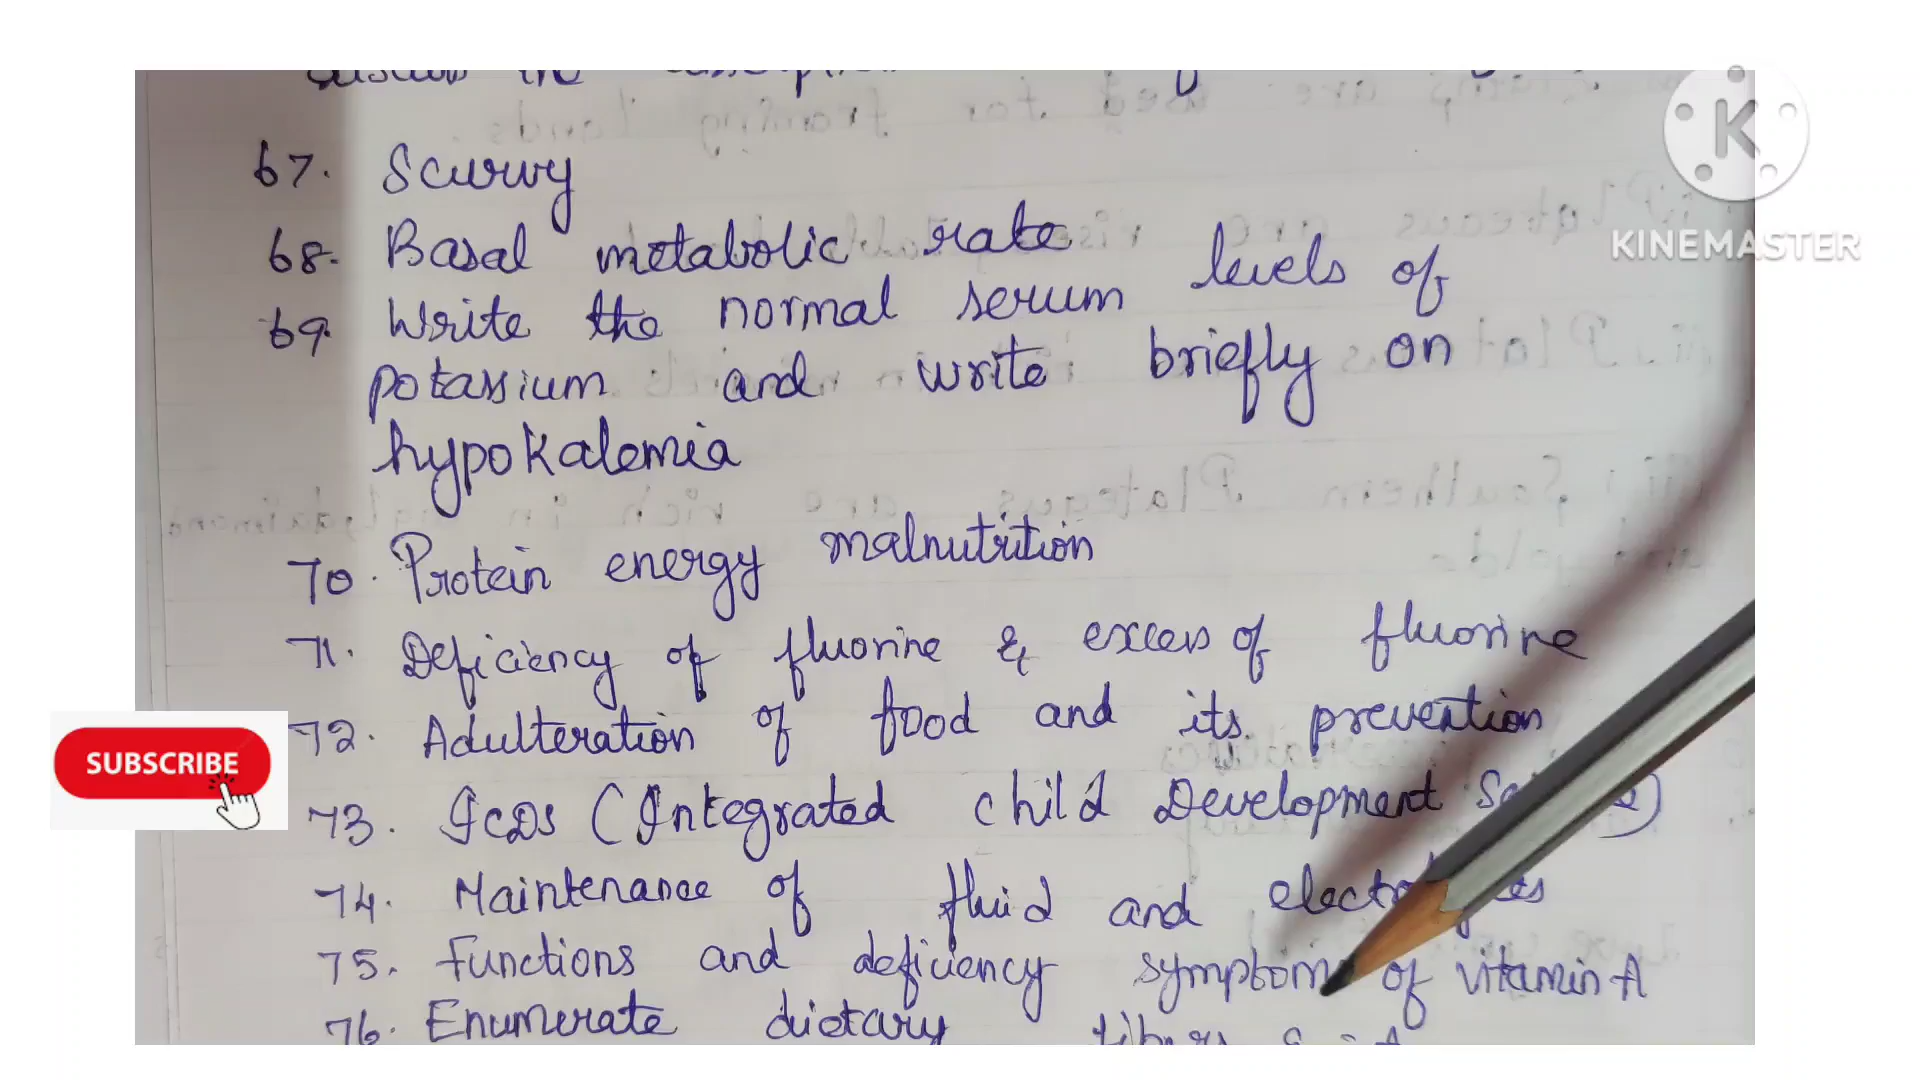 67. Scurvy
68. Basal metabolic rate
69. Write the normal serum levels of
potassium and write briefly on
hypokalemia
70. Protein energy malnutrition
71. Deficiency of fluorine & excess of fluorine
72. Adulteration of food and its prevention
73. ICDS (Integrated child Development
74. Maintenance of fluid and
75. Functions and deficiency symptoms of vitamin A
76. Enumerate dietary
K
KINEMASTER
SUBSCRIBE